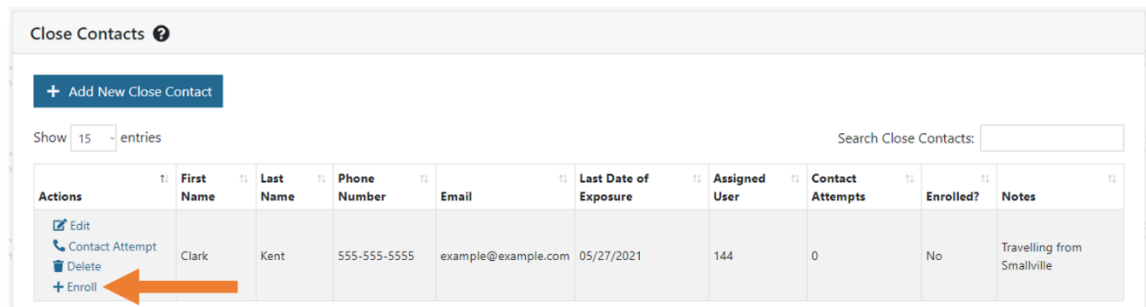 Close Contacts ?
+ Add New Close Contact
Show 15 entries
Search Close Contacts:
Actions First Name Last Name Phone Number Email Last Date of Exposure Assigned User Contact Attempts Enrolled? Notes
Edit
Contact Attempt
Delete
+ Enroll
Clark Kent 555-555-5555 example@example.com 05/27/2021 144 0 No Travelling from
Smallville